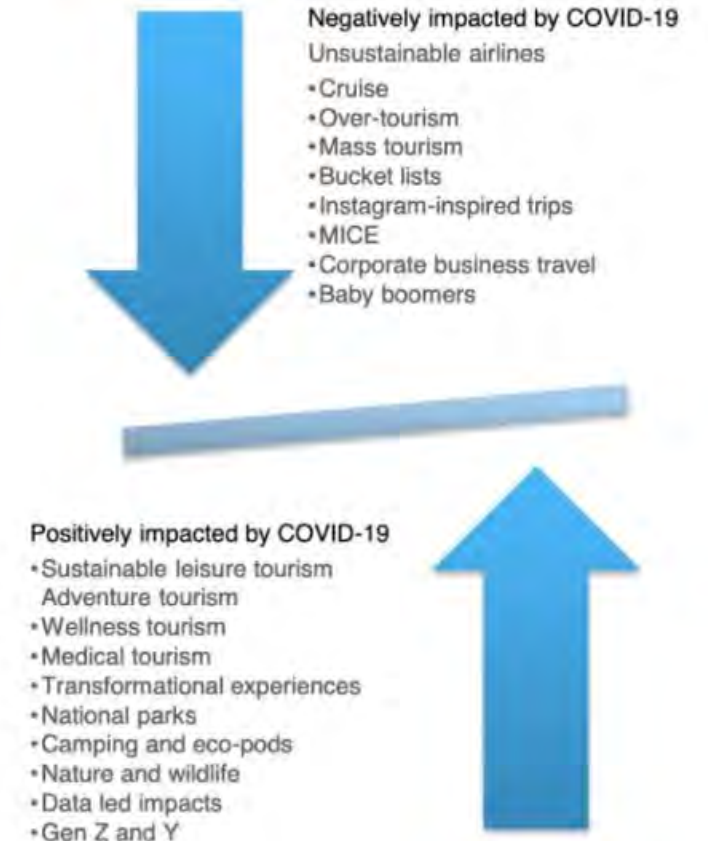 Negatively impacted by COVID-19
Unsustainable airlines
•Cruise
•Over-tourism
•Mass tourism
•Bucket lists
•Instagram-inspired trips
•MICE
•Corporate business travel
•Baby boomers
Positively impacted by COVID-19
•Sustainable leisure tourism
Adventure tourism
•Wellness tourism
•Medical tourism
•Transformational experiences
•National parks
•Camping and eco-pods
•Nature and wildlife
•Data led impacts
•Gen Z and Y